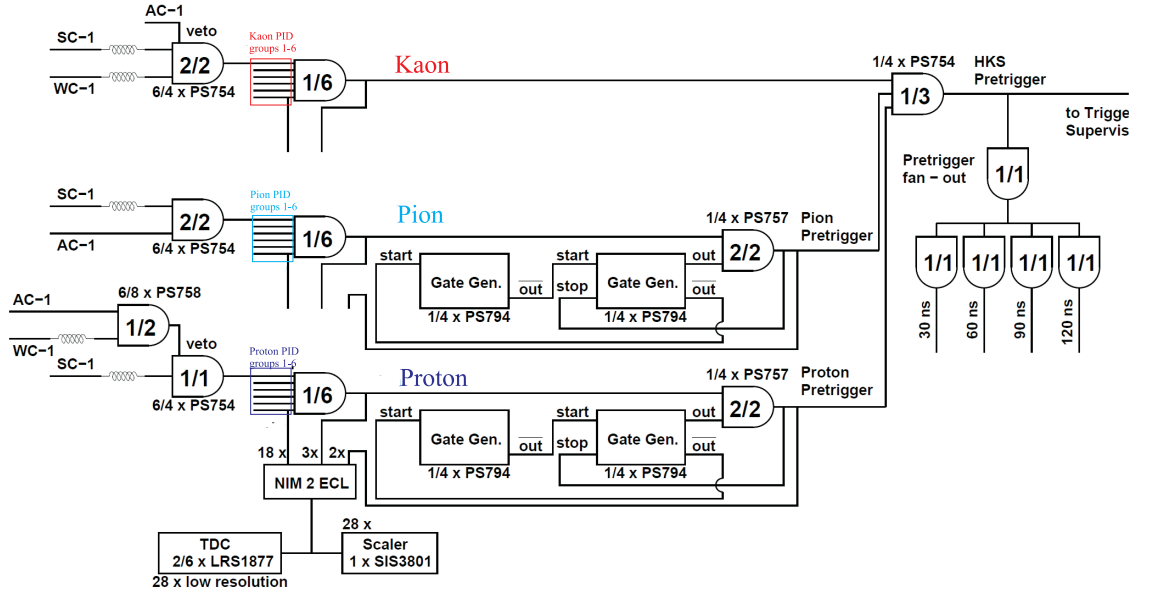 AC−1
veto
SC−1
2/2
WC−1
6/4 x PS754
Kaon PID
groups 1-6
1/6
Kaon
1/4 x PS754
1/3
HKS
Pretrigger
to Trigge
Supervis
Pretrigger
fan − out
1/1
1/1
1/1
1/1
1/1
30 ns
60 ns
90 ns
120 ns
SC−1
2/2
AC−1
6/4 x PS754
Pion PID
groups 1-6
1/6
Pion
1/4 x PS757
2/2
Pion
Pretrigger
start
Gate Gen.
out
1/4 x PS794
start
stop
Gate Gen.
out
out
1/4 x PS794
AC−1
6/8 x PS758
1/2
WC−1
veto
SC−1
1/1
6/4 x PS754
Proton PID
groups 1-6
1/6
Proton
1/4 x PS757
2/2
Proton
Pretrigger
start
Gate Gen.
out
1/4 x PS794
start
stop
Gate Gen.
out
out
1/4 x PS794
18 x 3x 2x
NIM 2 ECL
TDC
2/6 x LRS1877
28 x low resolution
28 x
Scaler
1 x SIS3801